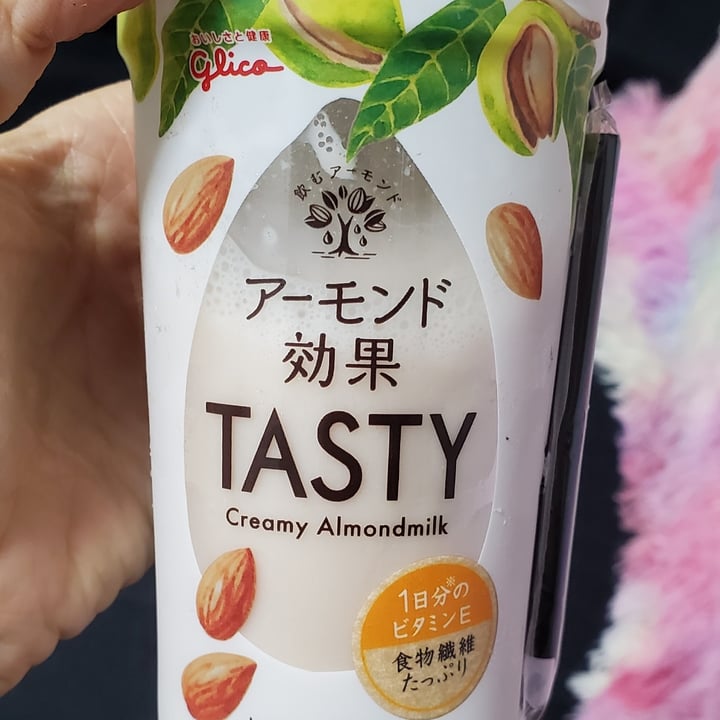 おいしさと健康
Glico
飲むアーモンド
アーモンド
効果
TASTY
Creamy Almondmilk
1日分※の
ビタミンE
食物繊維
たっぷり